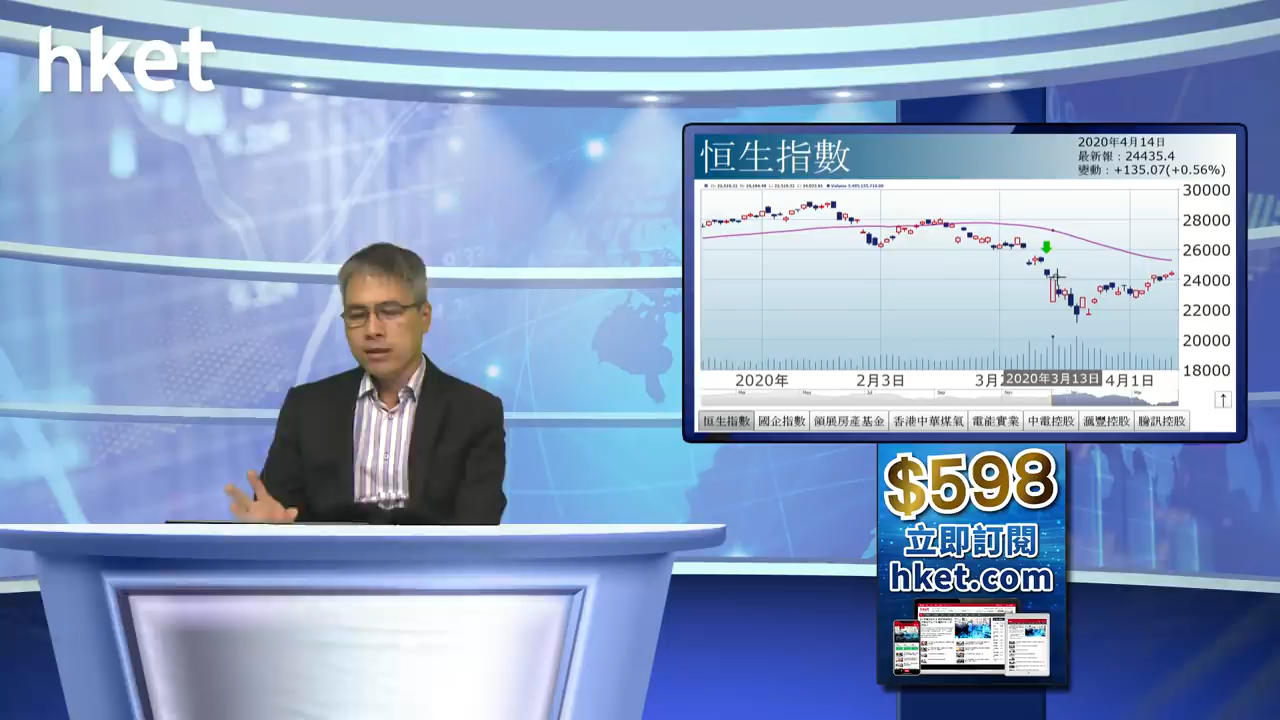 hket
恒生指數
2020年4月14日
最新報：24435.4
變動：+135.07(+0.56%)
30000
28000
26000
24000
22000
20000
18000
2020年
2月3日
3月
2020年3月13日
4月1日
恒生指數
國企指數
領展房產基金
香港中華煤氣
電能實業
中電控股
滙豐控股
騰訊控股
$598
立即訂閱
hket.com